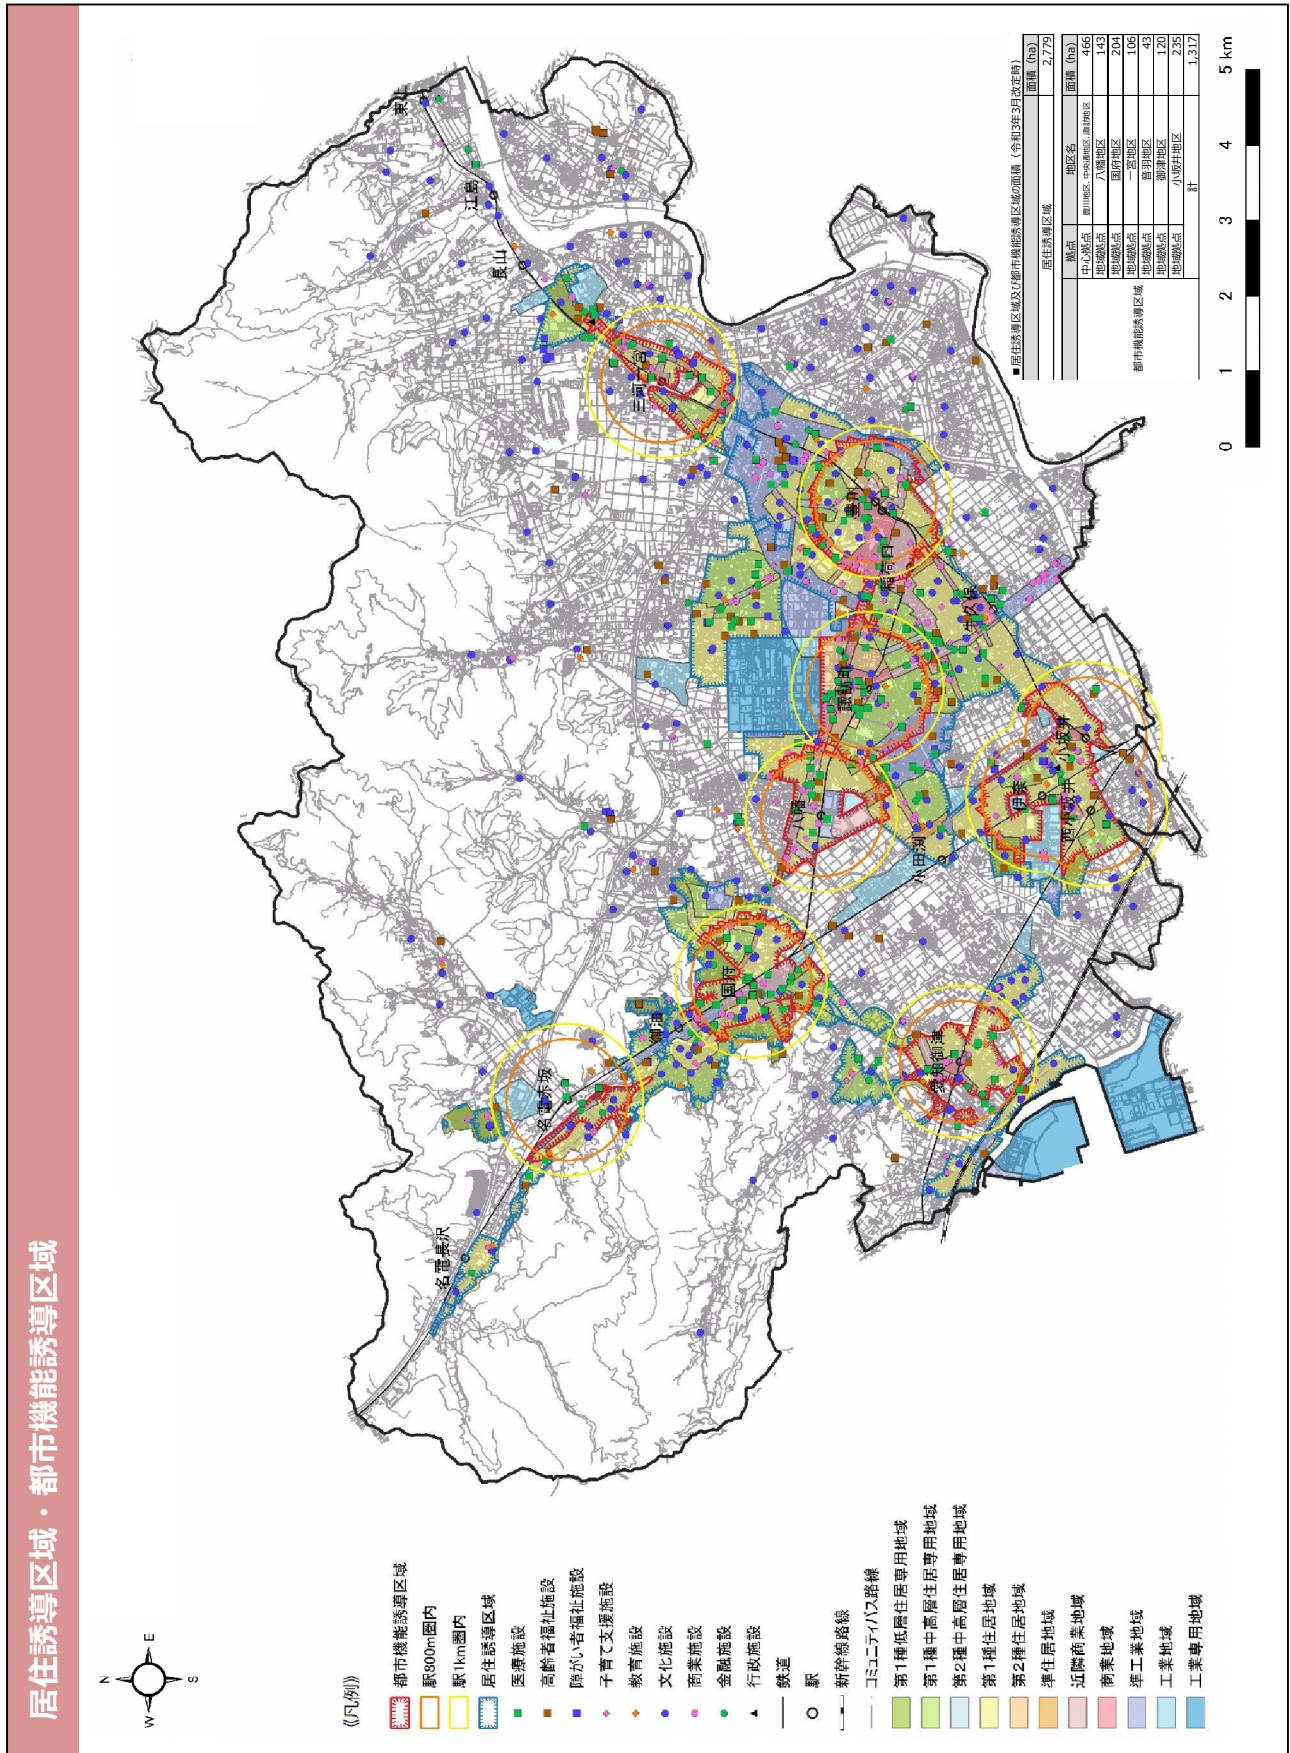 居住誘導区域・都市機能誘導区域
N
W
E
S
《凡例》
都市機能誘導区域
駅800m圏内
駅1km圏内
居住誘導区域
医療施設
高齢者福祉施設
障がい者福祉施設
子育て支援施設
教育施設
文化施設
商業施設
金融施設
行政施設
鉄道
駅
新幹線路線
コミュニティバス路線
第1種低層住居専用地域
第1種中高層住居専用地域
第2種中高層住居専用地域
第1種住居地域
第2種住居地域
準住居地域
近隣商業地域
商業地域
準工業地域
工業地域
工業専用地域
名電長沢
名電赤坂
御油
国府
愛知御津
八幡
小田渕
伊奈
西小坂井
小坂井
諏訪町
牛久保
稲荷口
豊川
三河一宮
長山
江島
東上
■居住誘導区域及び都市機能誘導区域の面積（令和3年3月改定時）
面積（ha）
居住誘導区域 2,779
拠点 地区名 面積（ha）
都市機能誘導区域
中心拠点 豊川地区、中央通地区、諏訪地区 466
地域拠点 八幡地区 143
地域拠点 国府地区 204
地域拠点 一宮地区 106
地域拠点 音羽地区 43
地域拠点 御津地区 120
地域拠点 小坂井地区 235
計 1,317
0 1 2 3 4 5 km